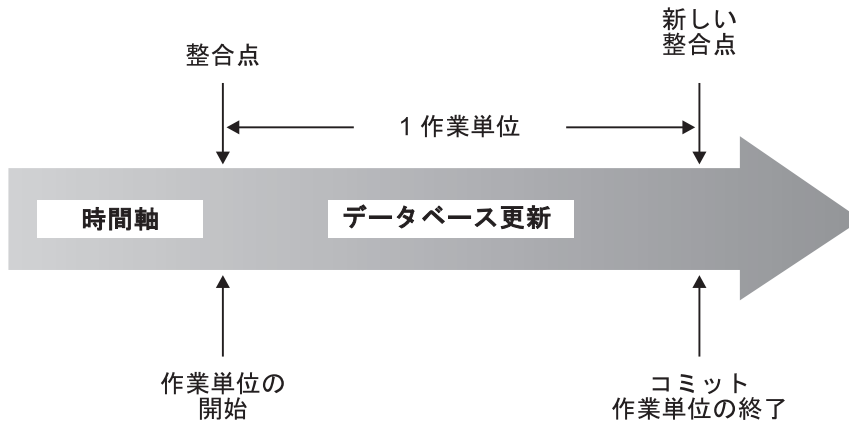 整合点
新しい
整合点
1 作業単位
時間軸
データベース更新
作業単位の
開始
コミット
作業単位の終了